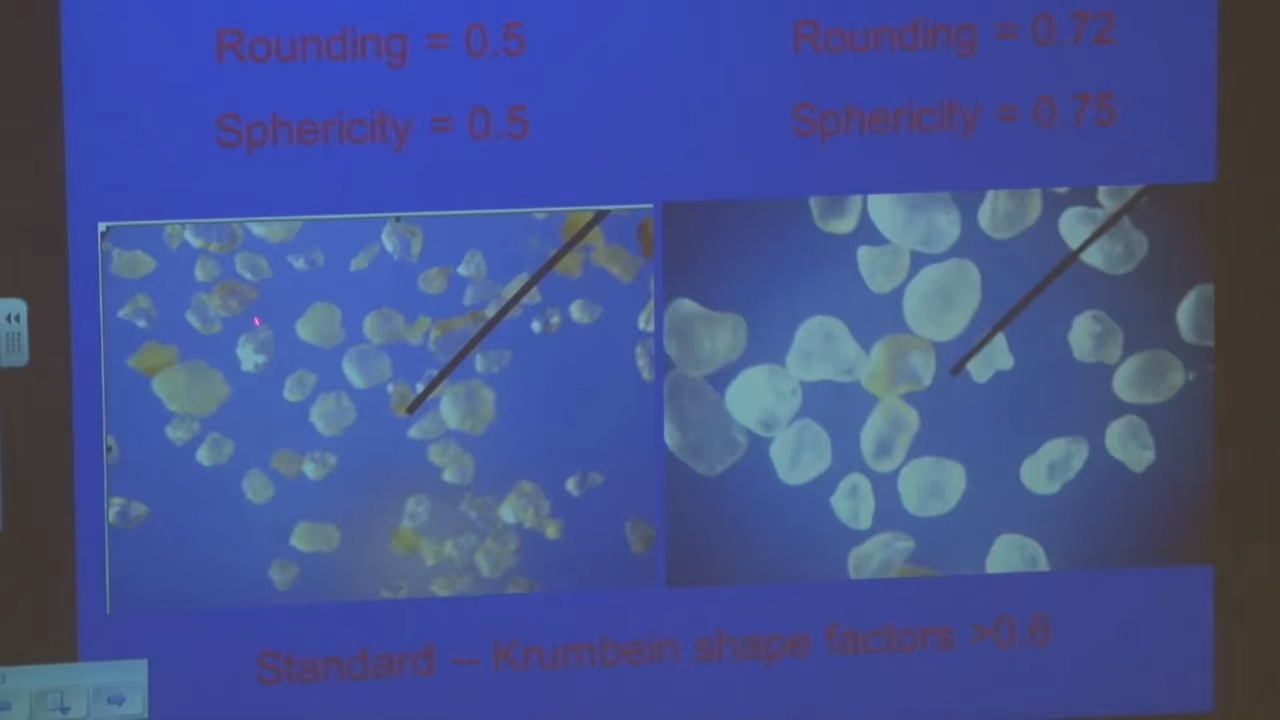 Rounding = 0.5
Sphericity = 0.5
Rounding = 0.72
Sphericity = 0.75
Standard – Krumbein shape factors >0.6